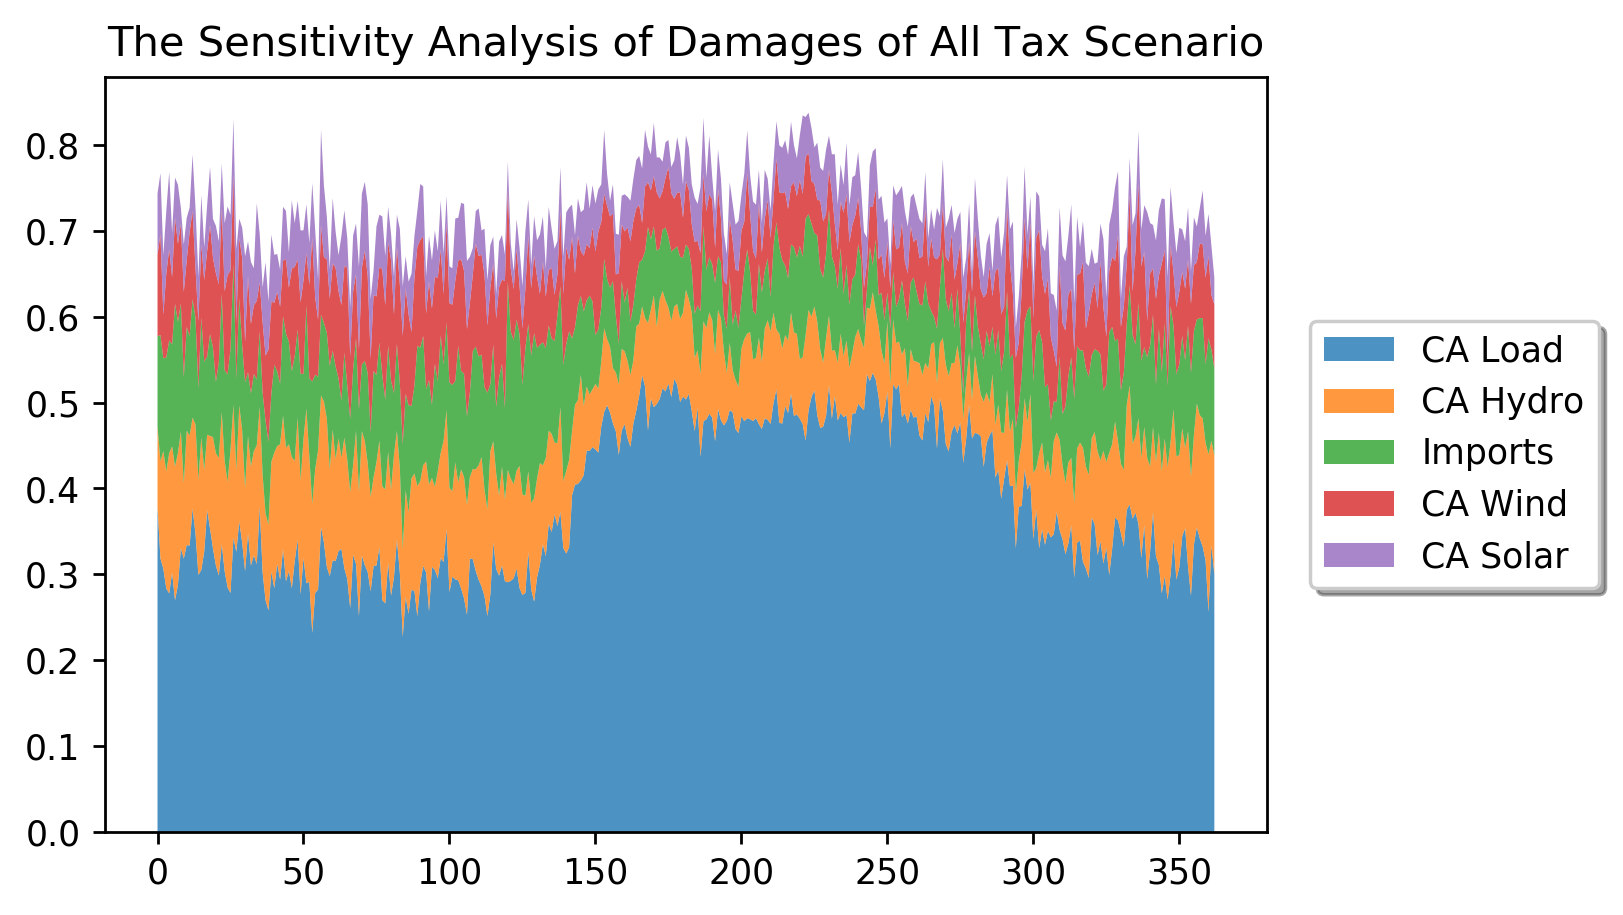 The Sensitivity Analysis of Damages of All Tax Scenario
0.8
0.7
0.6
0.5
0.4
0.3
0.2
0.1
0.0
0 50 100 150 200 250 300 350
CA Load
CA Hydro
Imports
CA Wind
CA Solar